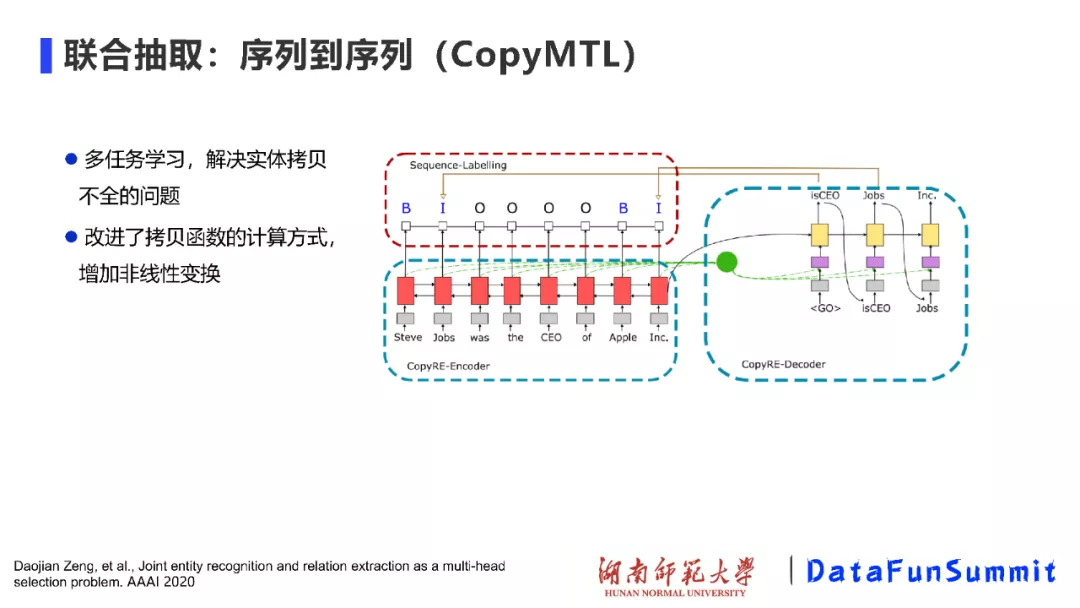 联合抽取：序列到序列（CopyMTL）
多任务学习，解决实体拷贝
不全的问题
改进了拷贝函数的计算方式，
增加非线性变换
Sequence-Labelling
B I O O O O B I
Steve Jobs was the CEO of Apple Inc.
CopyRE-Encoder
isCEO Jobs Inc.
<GO> isCEO Jobs
CopyRE-Decoder
Daojian Zeng, et al., Joint entity recognition and relation extraction as a multi-head
selection problem. AAAI 2020
湖南师范大学
HUNAN NORMAL UNIVERSITY
DataFunSummit